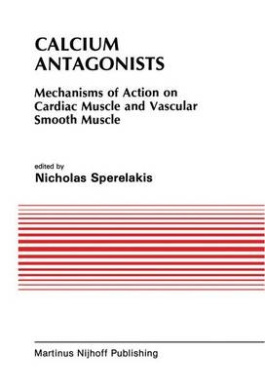 CALCIUM
ANTAGONISTS
Mechanisms of Action on
Cardiac Muscle and Vascular
Smooth Muscle
edited by
Nicholas Sperelakis
Martinus Nijhoff Publishing